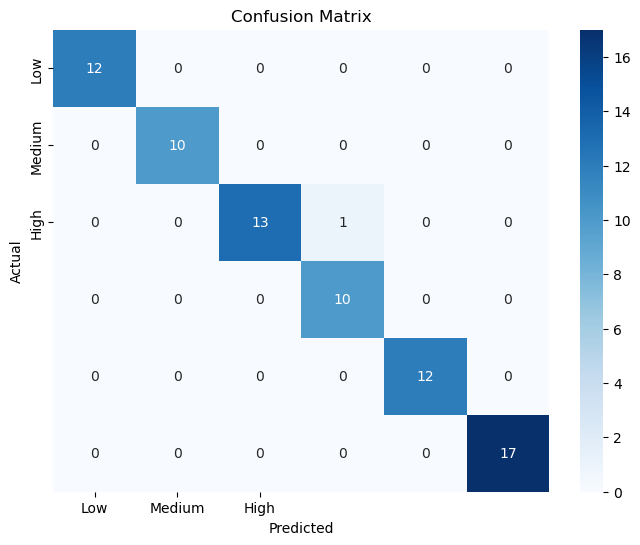 Confusion Matrix
Low 12 0 0 0 0 0
Medium 0 10 0 0 0 0
High 0 0 13 1 0 0
0 0 0 10 0 0
0 0 0 0 12 0
0 0 0 0 0 17
Actual
Low Medium High
Predicted
16
14
12
10
8
6
4
2
0